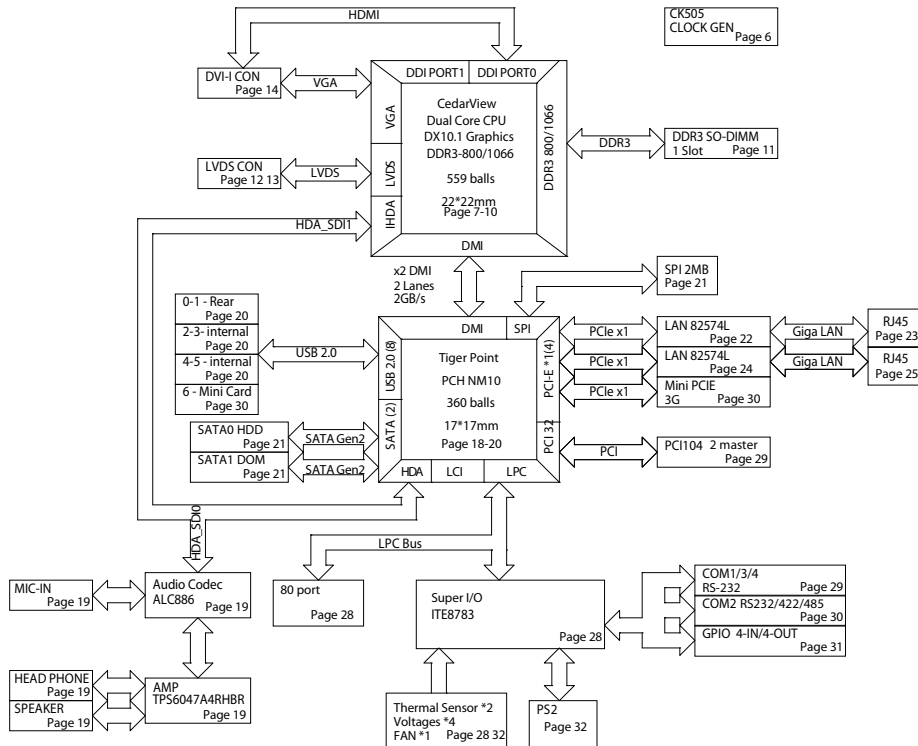 HDMI
CK505
CLOCK GEN
Page 6
DVI-I CON
Page 14
VGA
DDI PORT1
DDI PORT0
VGA
CedarView
Dual Core CPU
DX10.1 Graphics
DDR3-800/1066
559 balls
22*22mm
Page 7-10
DDR3 800/1066
DDR3
DDR3 SO-DIMM
1 Slot
Page 11
LVDS CON
Page 12 13
LVDS
LVDS
IHDA
HDA_SDI1
DMI
x2 DMI
2 Lanes
2GB/s
SPI 2MB
Page 21
0-1 - Rear
Page 20
2-3- internal
Page 20
4-5 - internal
Page 20
6 - Mini Card
Page 30
USB 2.0
USB 2.0 (8)
DMI
SPI
Tiger Point
PCH NM10
360 balls
17*17mm
Page 18-20
PCI-E *1(4)
PCIe x1
LAN 82574L
Page 22
Giga LAN
RJ45
Page 23
PCIe x1
LAN 82574L
Page 24
Giga LAN
RJ45
Page 25
PCIe x1
Mini PCIE
3G
Page 30
SATA0 HDD
Page 21
SATA Gen2
SATA1 DOM
Page 21
SATA Gen2
SATA (2)
PCI 32
PCI
PCI104 2 master
Page 29
HDA
LCI
LPC
HDA_SDI0
LPC Bus
MIC-IN
Page 19
Audio Codec
ALC886
Page 19
80 port
Page 28
Super I/O
ITE8783
Page 28
COM1/3/4
RS-232
Page 29
COM2 RS232/422/485
Page 30
GPIO 4-IN/4-OUT
Page 31
HEAD PHONE
Page 19
SPEAKER
Page 19
AMP
TPS6047A4RHBR
Page 19
Thermal Sensor *2
Voltages *4
FAN *1
Page 28 32
PS2
Page 32